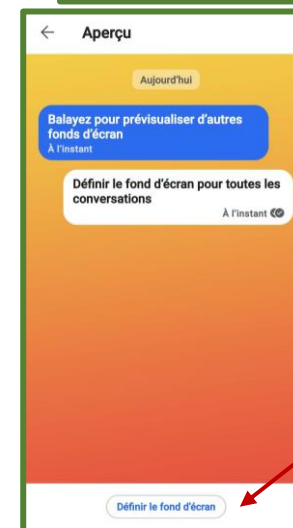 Aperçu
Aujourd'hui
Balayez pour prévisualiser d'autres
fonds d'écran
À l'instant
Définir le fond d'écran pour toutes les
conversations
À l'instant
Définir le fond d'écran